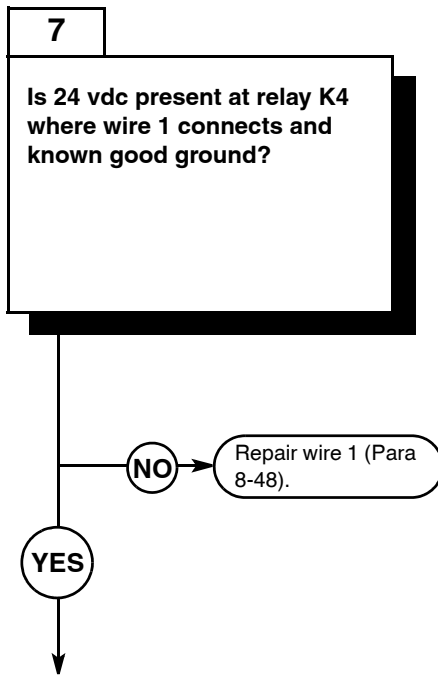 7
Is 24 vdc present at relay K4
where wire 1 connects and
known good ground?
NO
Repair wire 1 (Para
8-48).
YES